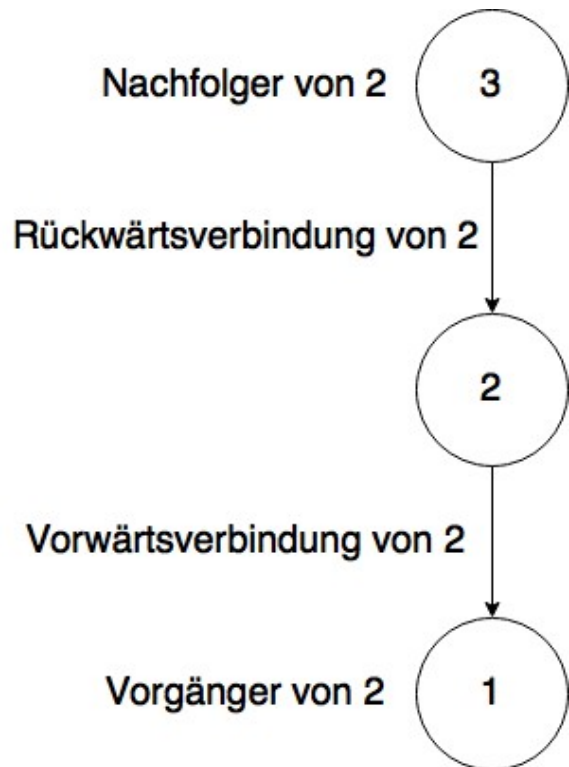 Nachfolger von 2 3
Rückwärtsverbindung von 2
2
Vorwärtsverbindung von 2
Vorgänger von 2 1